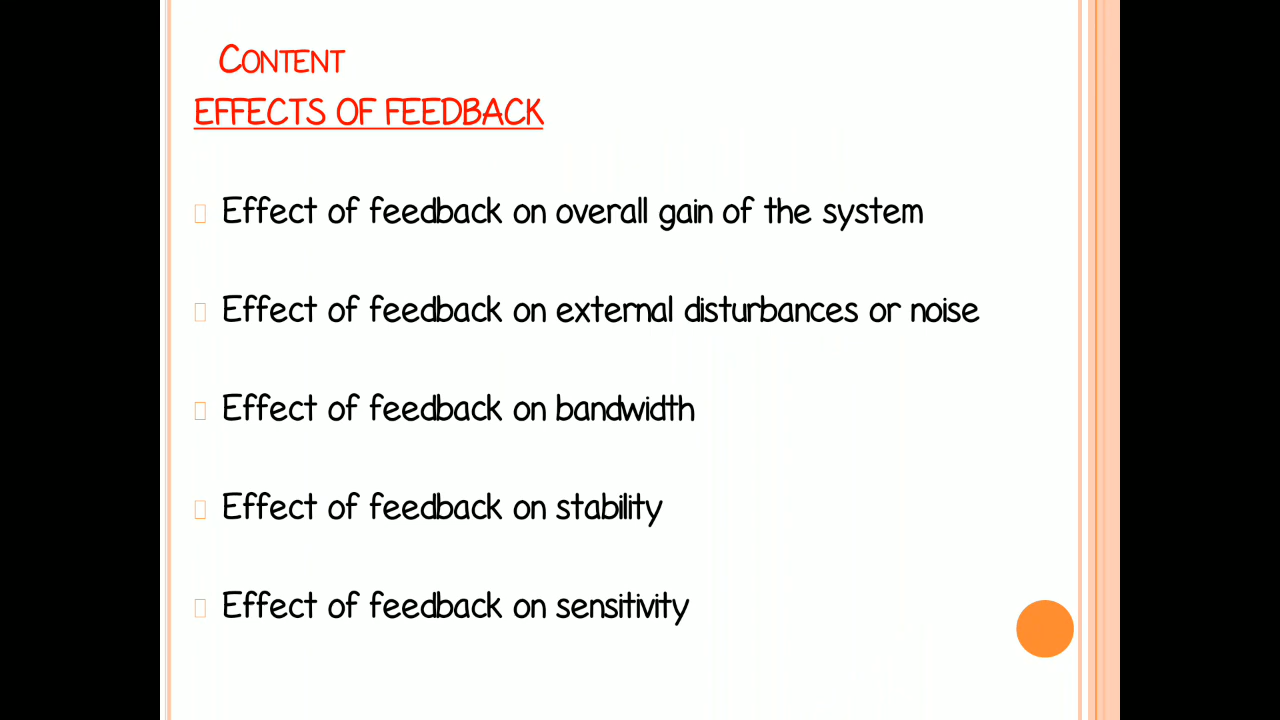 CONTENT
EFFECTS OF FEEDBACK
Effect of feedback on overall gain of the system
Effect of feedback on external disturbances or noise
Effect of feedback on bandwidth
Effect of feedback on stability
Effect of feedback on sensitivity